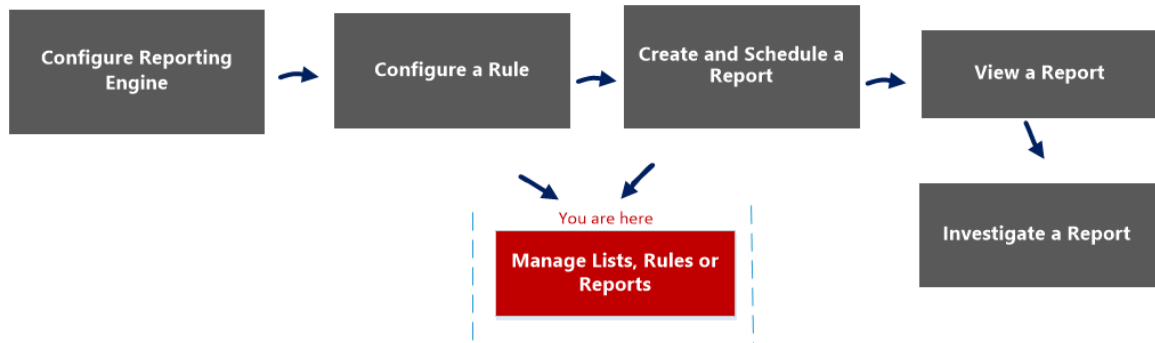 Configure Reporting
Engine
Configure a Rule
Create and Schedule a
Report
View a Report
You are here
Manage Lists, Rules or
Reports
Investigate a Report